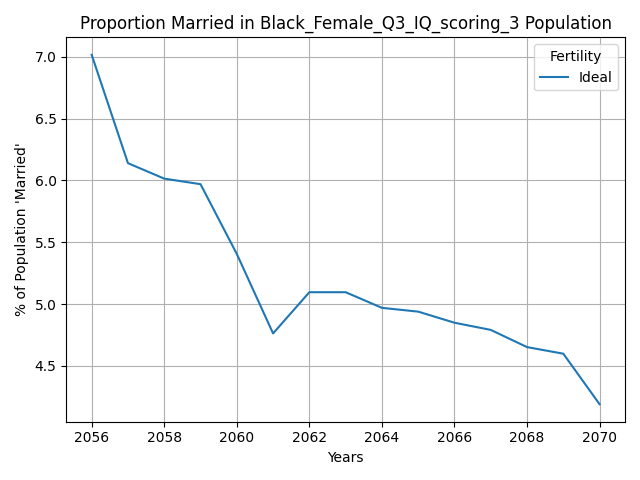 Proportion Married in Black_Female_Q3_IQ_scoring_3 Population
Fertility
Ideal
% of Population 'Married'
7.0
6.5
6.0
5.5
5.0
4.5
2056 2058 2060 2062 2064 2066 2068 2070
Years